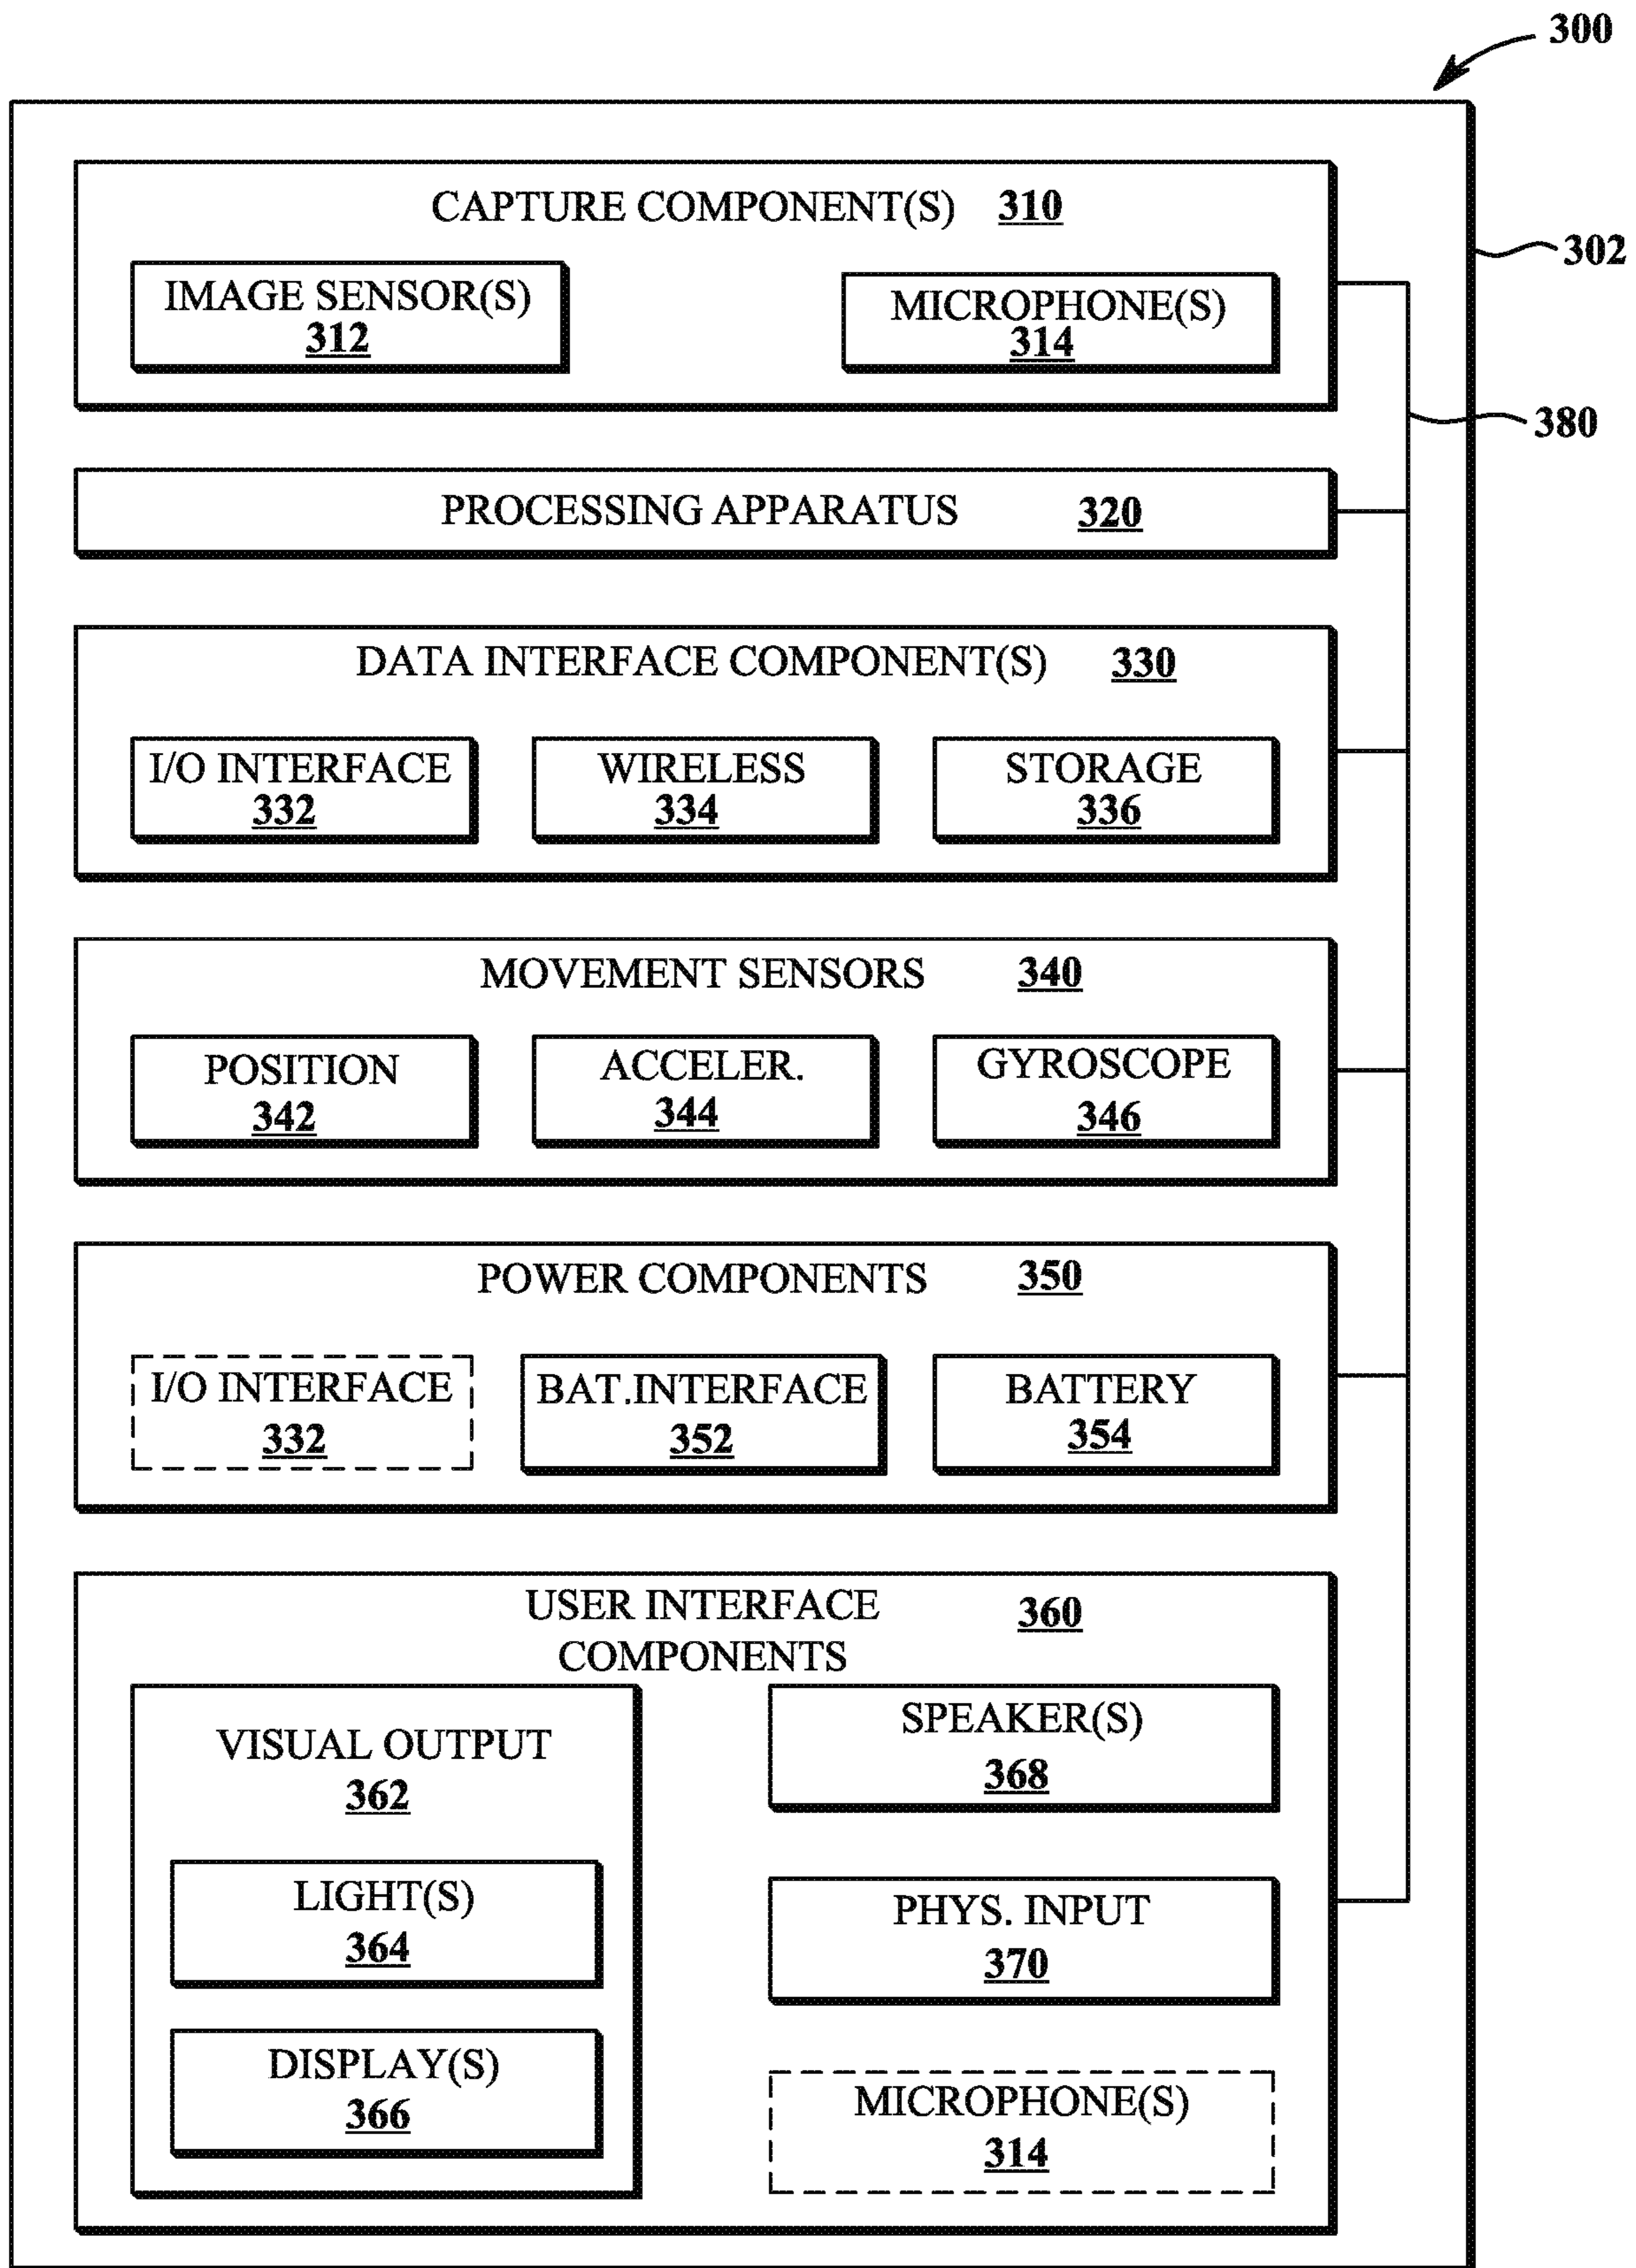 300
CAPTURE COMPONENT(S) 310
302
IMAGE SENSOR(S)
312
MICROPHONE(S)
314
380
PROCESSING APPARATUS 320
DATA INTERFACE COMPONENT(S) 330
I/O INTERFACE
332
WIRELESS
334
STORAGE
336
MOVEMENT SENSORS 340
POSITION
342
ACCELER.
344
GYROSCOPE
346
POWER COMPONENTS 350
I/O INTERFACE
332
BAT.INTERFACE
352
BATTERY
354
USER INTERFACE 360
COMPONENTS
VISUAL OUTPUT
362
LIGHT(S)
364
DISPLAY(S)
366
SPEAKER(S)
368
PHYS. INPUT
370
MICROPHONE(S)
314